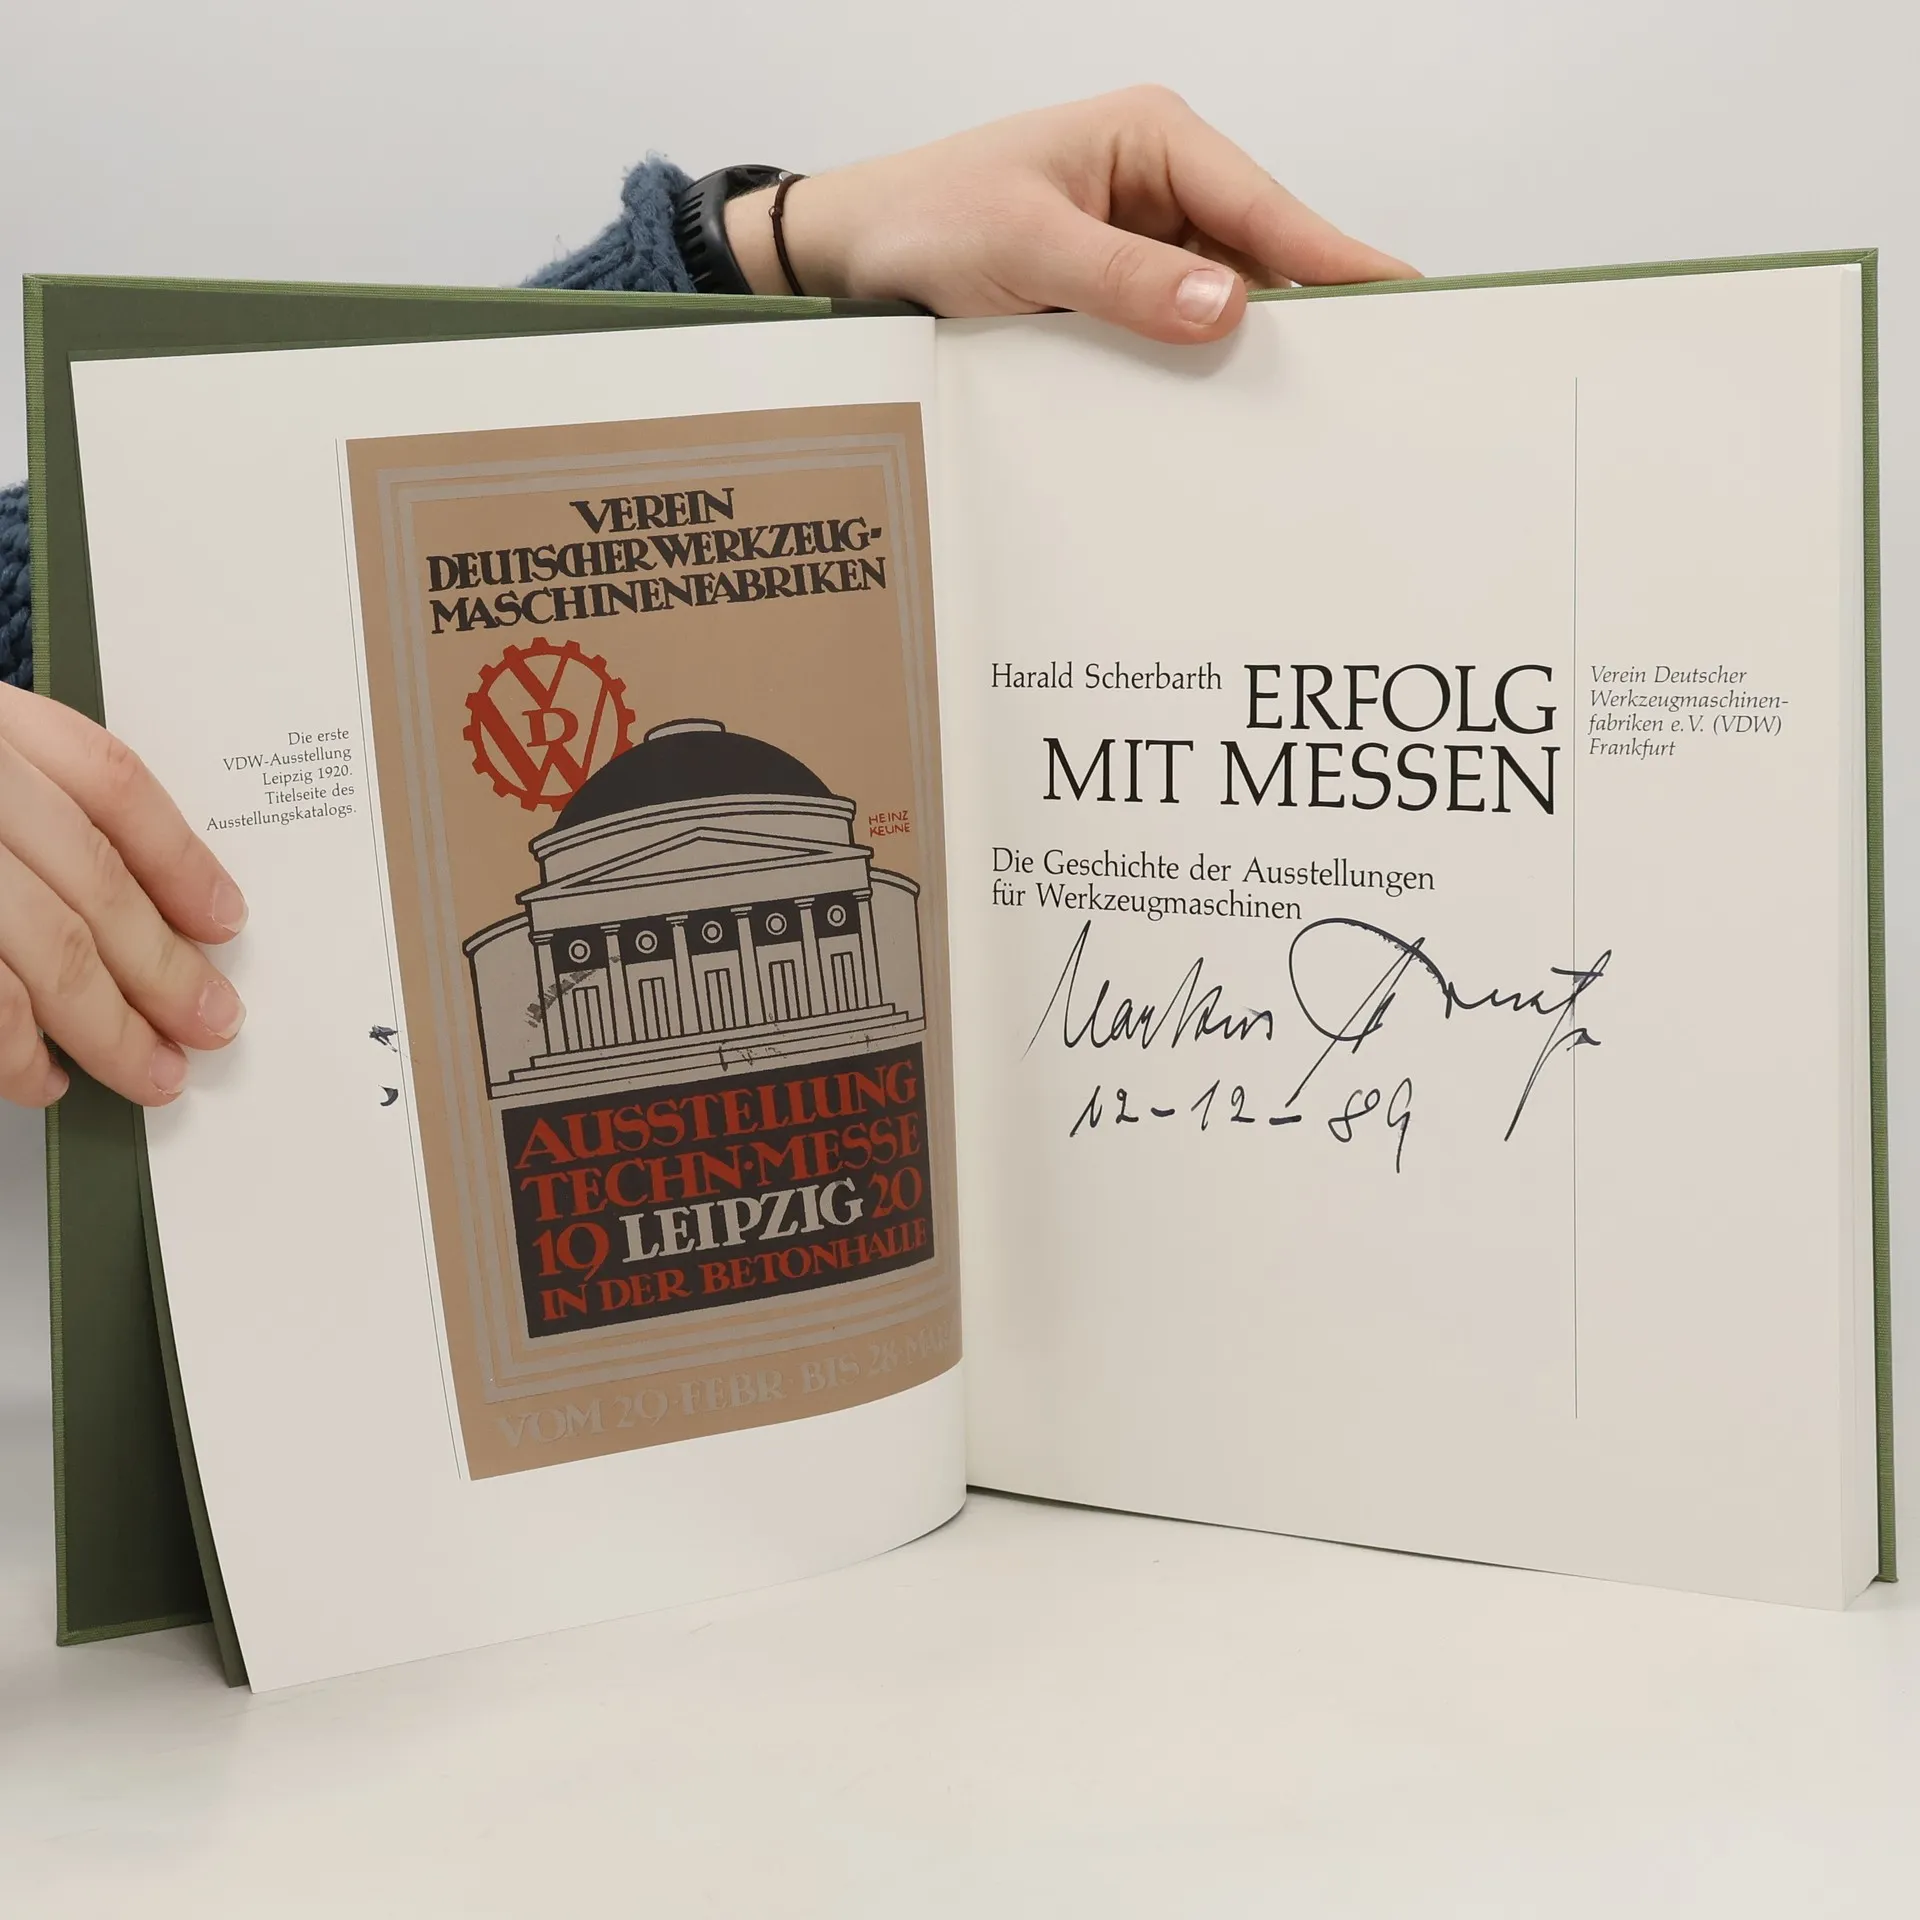 Die erste
VDW-Ausstellung
Leipzig 1920.
Titelseite des
Ausstellungskatalogs.
VEREIN
DEUTSCHER WERKZEUG-
MASCHINENFABRIKEN
VDW
HEINZ
KEUNE
AUSSTELLUNG
TECHN·MESSE
19 LEIPZIG 20
IN DER BETONHALLE
VOM 29·FEBR·BIS 28·MÄR
Harald Scherbarth ERFOLG
MIT MESSEN
Die Geschichte der Ausstellungen
für Werkzeugmaschinen
Verein Deutscher
Werkzeugmaschinen-
fabriken e.V. (VDW)
Frankfurt
12-12-89